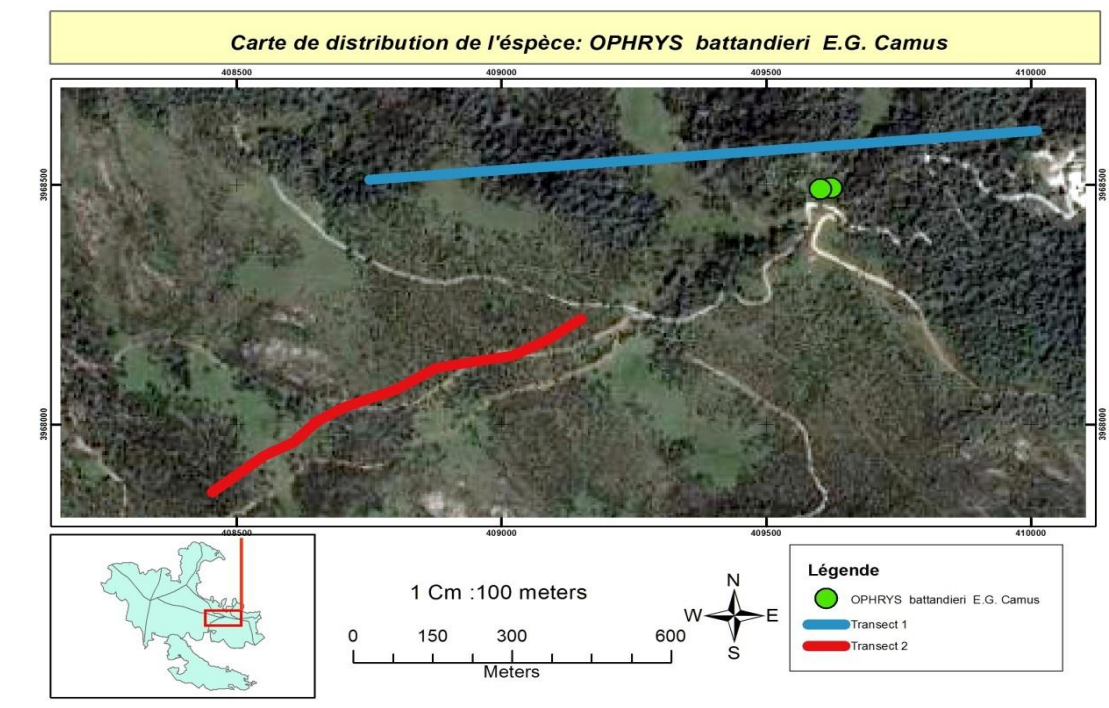 Carte de distribution de l'éspèce: OPHRYS battandieri E.G. Camus
408500 409000 409500 410000
3968500 3968500
3968000 3968000
408500 409000 409500 410000
1 Cm :100 meters
0 150 300 600
Meters
N
W E
S
Légende
OPHRYS battandieri E.G. Camus
Transect 1
Transect 2